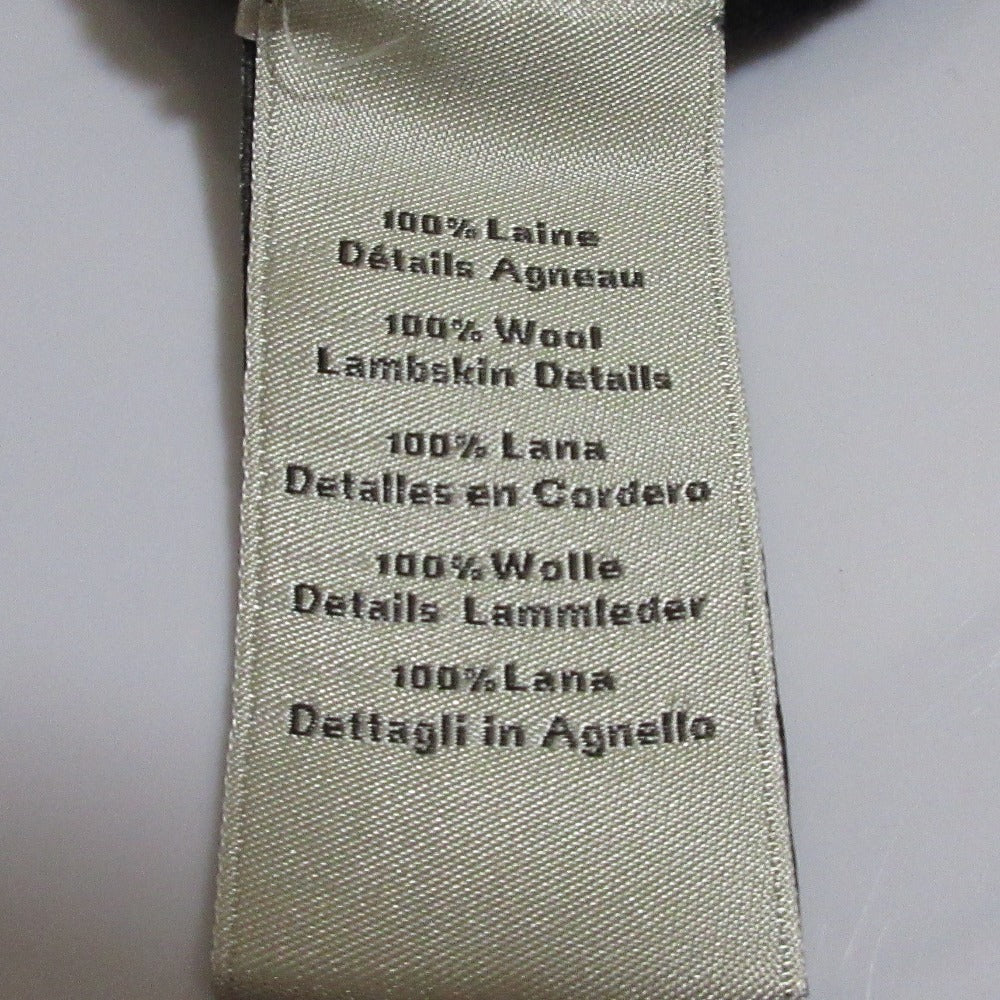 100% Laine
Détails Agneau
100% Wool
Lambskin Details
100% Lana
Detalles en Cordero
100% Wolle
Details Lammleder
100% Lana
Dettagli in Agnello